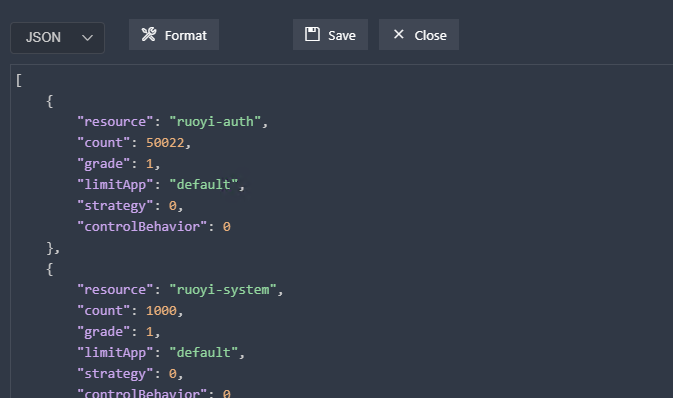 JSON Format Save Close
[
    {
        "resource": "ruoyi-auth",
        "count": 50022,
        "grade": 1,
        "limitApp": "default",
        "strategy": 0,
        "controlBehavior": 0
    },
    {
        "resource": "ruoyi-system",
        "count": 1000,
        "grade": 1,
        "limitApp": "default",
        "strategy": 0,
        "controlBehavior": 0